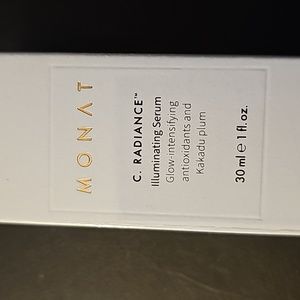 MONAT
C. RADIANCE™
Illuminating Serum
Glow-intensifying
antioxidants and
Kakadu plum
30 ml ℮ 1 fl. oz.